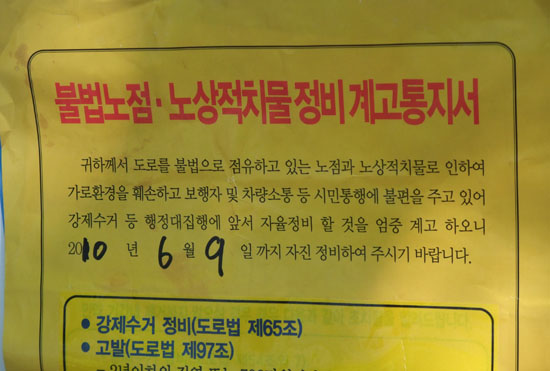 불법노점·노상적치물 정비 계고통지서
귀하께서 도로를 불법으로 점유하고 있는 노점과 노상적치물로 인하여
가로환경을 훼손하고 보행자 및 차량소통 등 시민통행에 불편을 주고 있어
강제수거 등 행정대집행에 앞서 자율정비 할 것을 엄중 계고 하오니
2010 년 6 월 9 일 까지 자진 정비하여 주시기 바랍니다.
• 강제수거 정비(도로법 제65조)
• 고발(도로법 제97조)